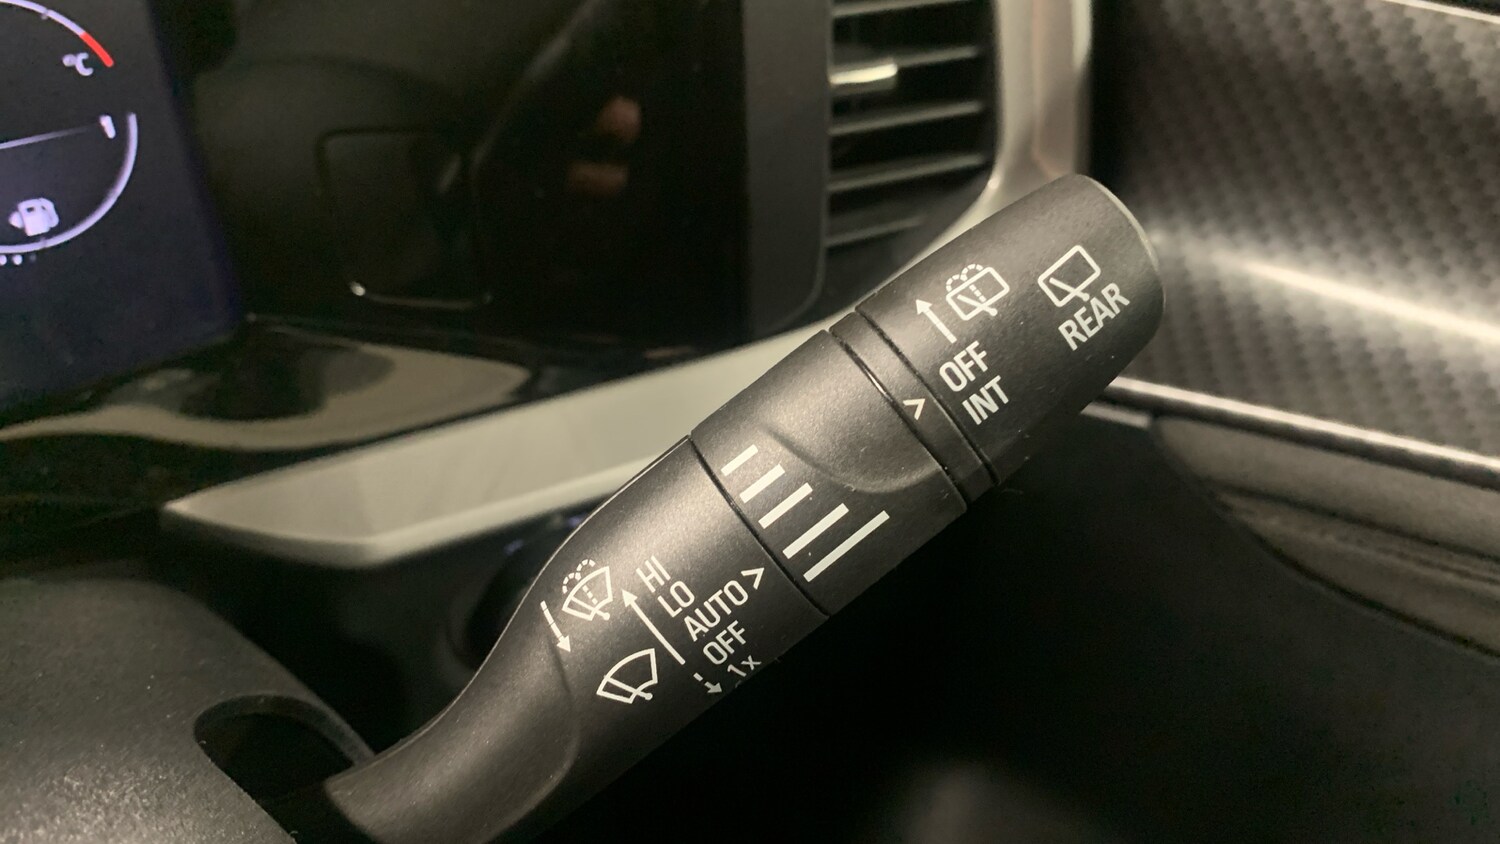 °C
OFF
INT
REAR
HI
LO
AUTO >
OFF
1x